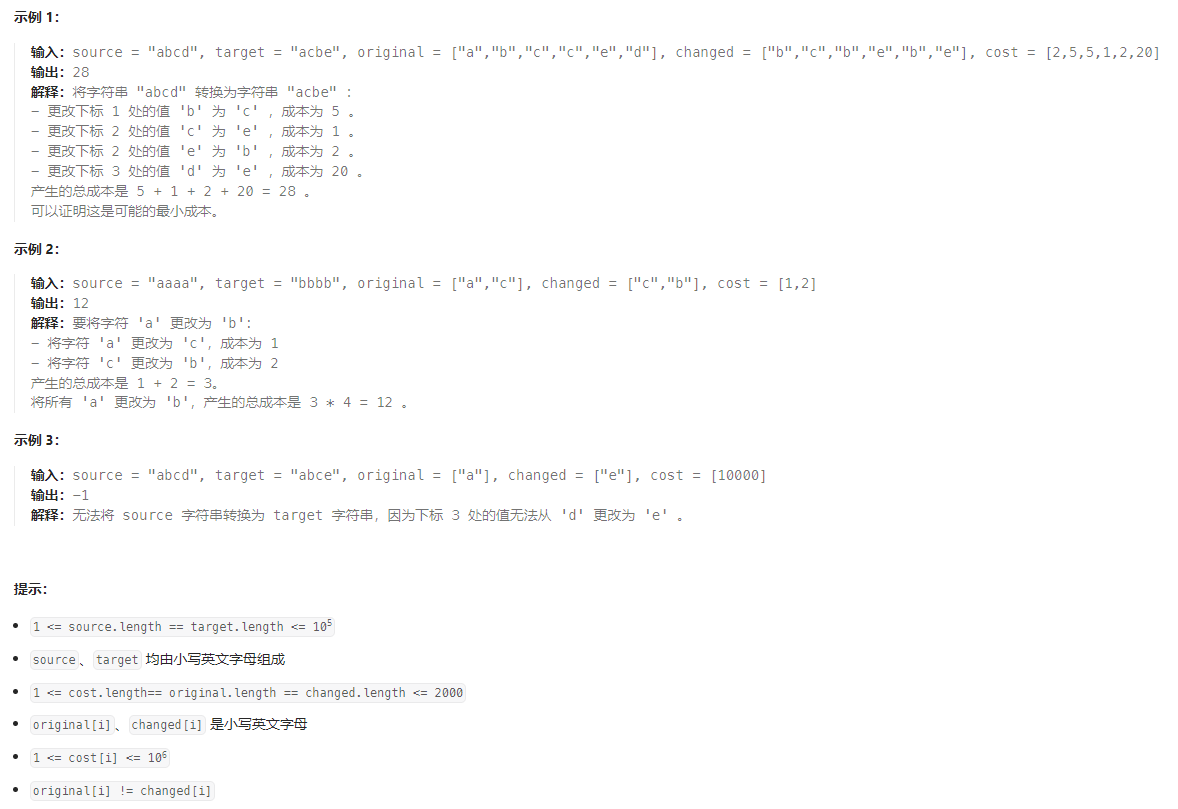 示例 1：
输入：source = "abcd", target = "acbe", original = ["a","b","c","c","e","d"], changed = ["b","c","b","e","b","e"], cost = [2,5,5,1,2,20]
输出：28
解释：将字符串 "abcd" 转换为字符串 "acbe" ：
- 更改下标 1 处的值 'b' 为 'c' ，成本为 5 。
- 更改下标 2 处的值 'c' 为 'e' ，成本为 1 。
- 更改下标 2 处的值 'e' 为 'b' ，成本为 2 。
- 更改下标 3 处的值 'd' 为 'e' ，成本为 20 。
产生的总成本是 5 + 1 + 2 + 20 = 28 。
可以证明这是可能的最小成本。
示例 2：
输入：source = "aaaa", target = "bbbb", original = ["a","c"], changed = ["c","b"], cost = [1,2]
输出：12
解释：要将字符 'a' 更改为 'b'：
- 将字符 'a' 更改为 'c'，成本为 1
- 将字符 'c' 更改为 'b'，成本为 2
产生的总成本是 1 + 2 = 3。
将所有 'a' 更改为 'b'，产生的总成本是 3 * 4 = 12 。
示例 3：
输入：source = "abcd", target = "abce", original = ["a"], changed = ["e"], cost = [10000]
输出：-1
解释：无法将 source 字符串转换为 target 字符串，因为下标 3 处的值无法从 'd' 更改为 'e' 。
提示：
• 1 <= source.length == target.length <= 10⁵
• source、target 均由小写英文字母组成
• 1 <= cost.length== original.length == changed.length <= 2000
• original[i]、changed[i] 是小写英文字母
• 1 <= cost[i] <= 10⁶
• original[i] != changed[i]